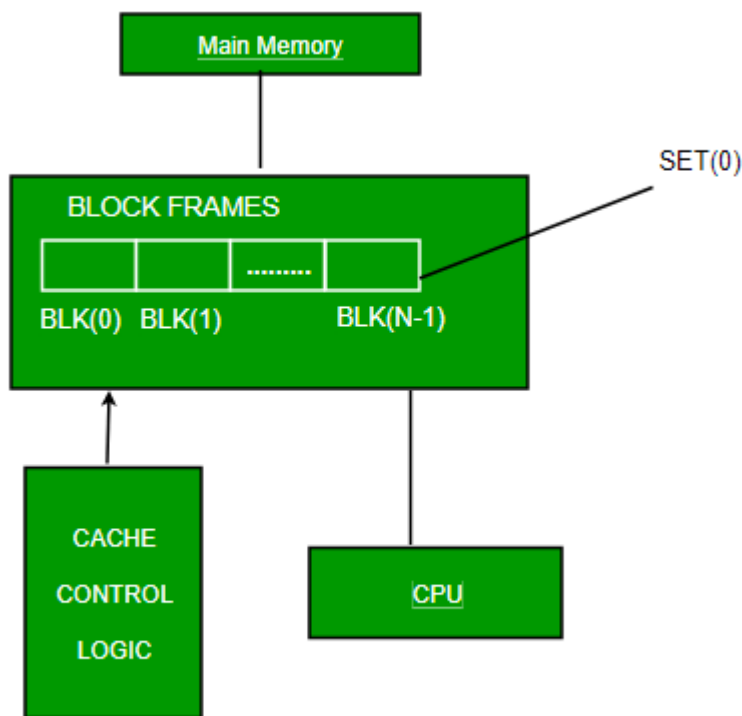 Main Memory
SET(0)
BLOCK FRAMES
.........
BLK(0) BLK(1) BLK(N-1)
CACHE
CONTROL
LOGIC
CPU